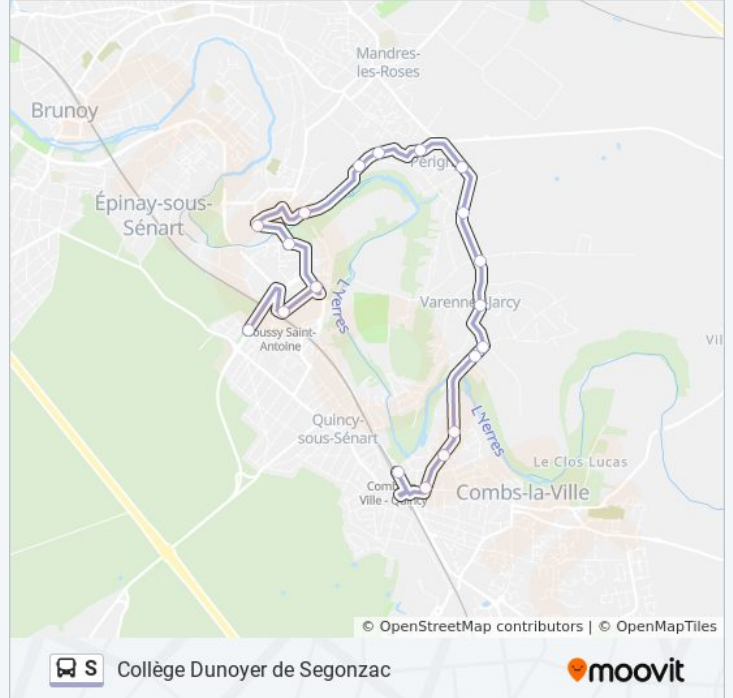 Mandres-
les-Roses
Brunoy
Périgny
Épinay-sous-
Sénart
L'Yerres
Varennes-Jarcy
Boussy Saint-
Antoine
Vil
Quincy-
sous-Sénart
L'Yerres
Le Clos Lucas
Combs-la-Ville
Combs-la-
Ville - Quincy
© OpenStreetMap contributors | © OpenMapTiles
S Collège Dunoyer de Segonzac
moovit